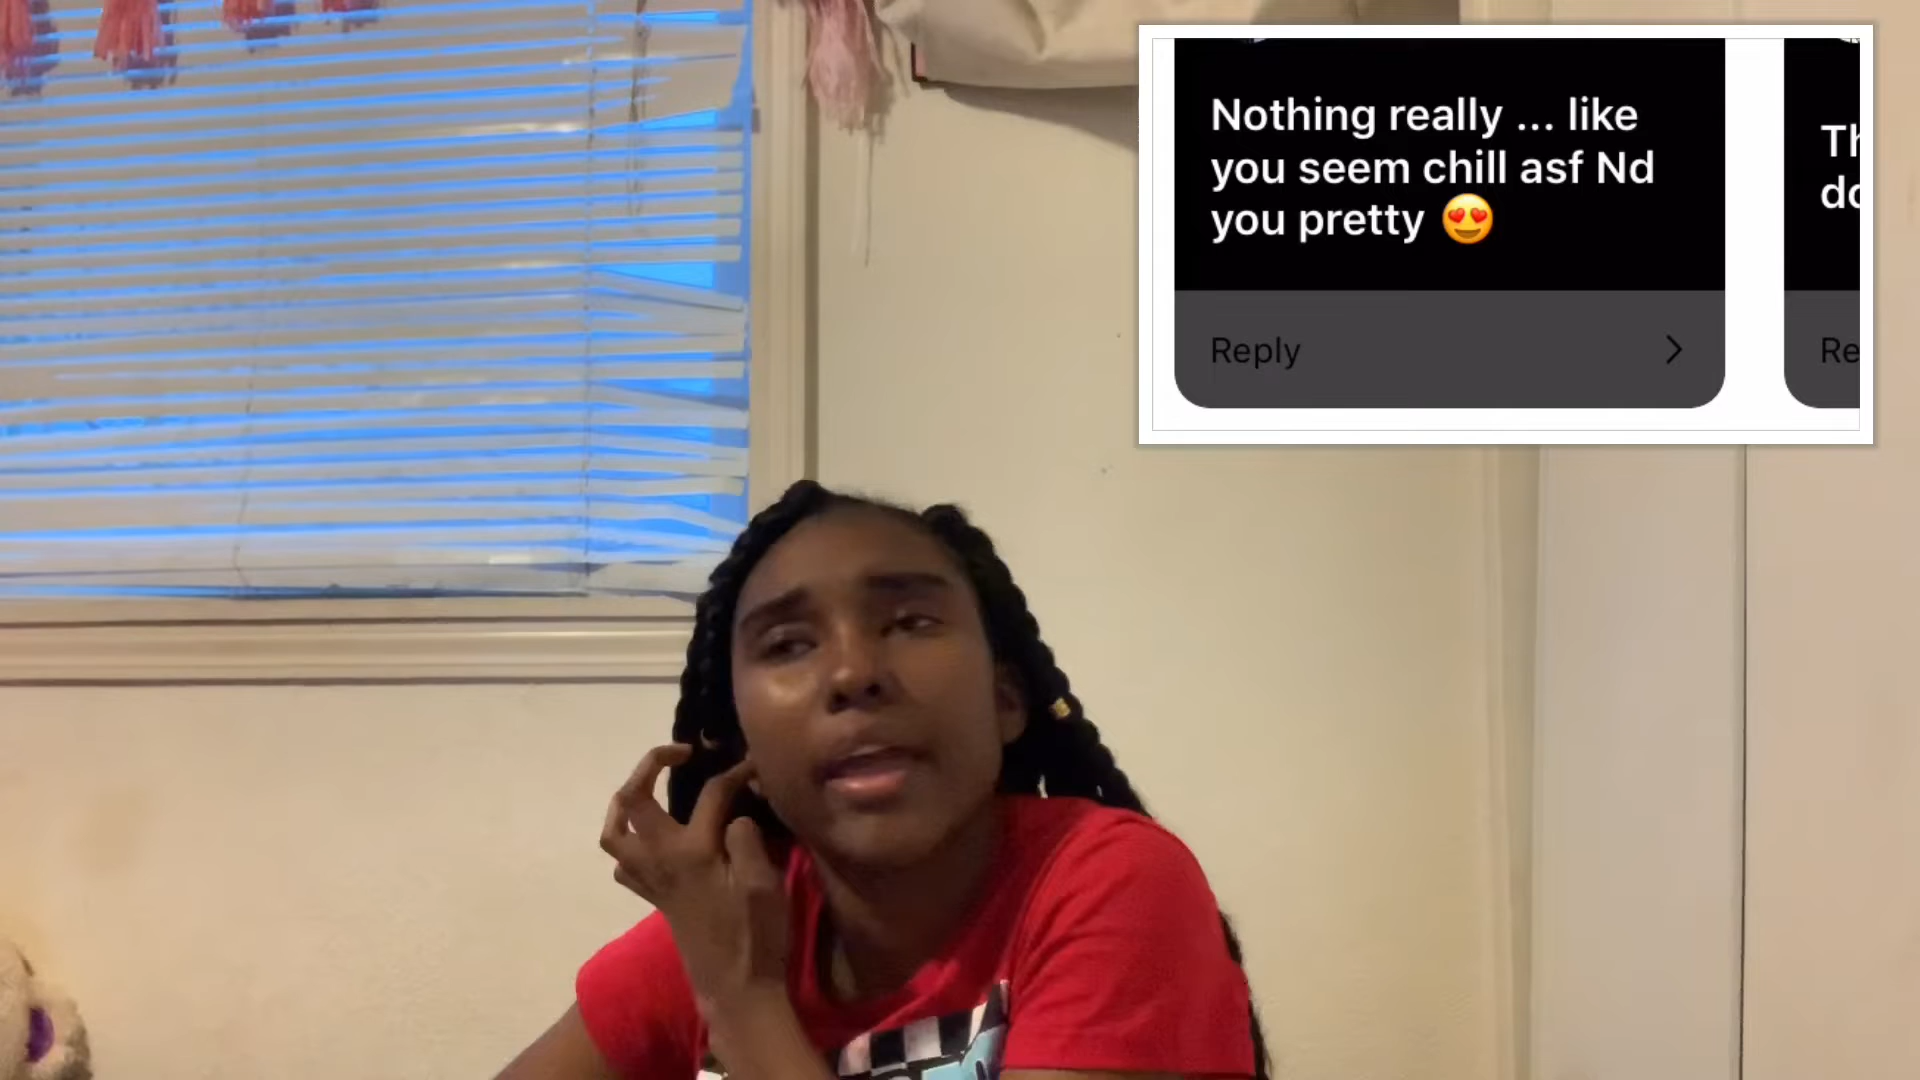 Nothing really ... like
you seem chill asf Nd
you pretty 😍
Reply